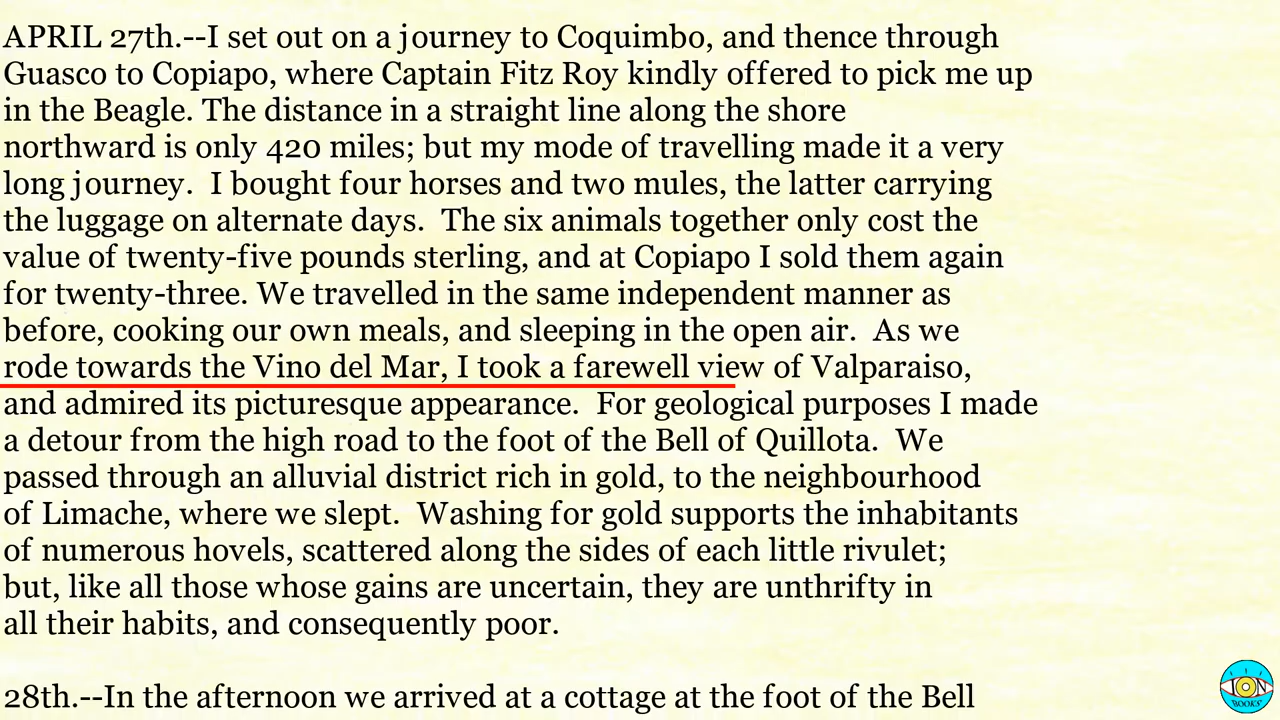 APRIL 27th.--I set out on a journey to Coquimbo, and thence through
Guasco to Copiapo, where Captain Fitz Roy kindly offered to pick me up
in the Beagle. The distance in a straight line along the shore
northward is only 420 miles; but my mode of travelling made it a very
long journey.  I bought four horses and two mules, the latter carrying
the luggage on alternate days.  The six animals together only cost the
value of twenty-five pounds sterling, and at Copiapo I sold them again
for twenty-three. We travelled in the same independent manner as
before, cooking our own meals, and sleeping in the open air.  As we
rode towards the Vino del Mar, I took a farewell view of Valparaiso,
and admired its picturesque appearance.  For geological purposes I made
a detour from the high road to the foot of the Bell of Quillota.  We
passed through an alluvial district rich in gold, to the neighbourhood
of Limache, where we slept.  Washing for gold supports the inhabitants
of numerous hovels, scattered along the sides of each little rivulet;
but, like all those whose gains are uncertain, they are unthrifty in
all their habits, and consequently poor.
28th.--In the afternoon we arrived at a cottage at the foot of the Bell
ION
BOOKS